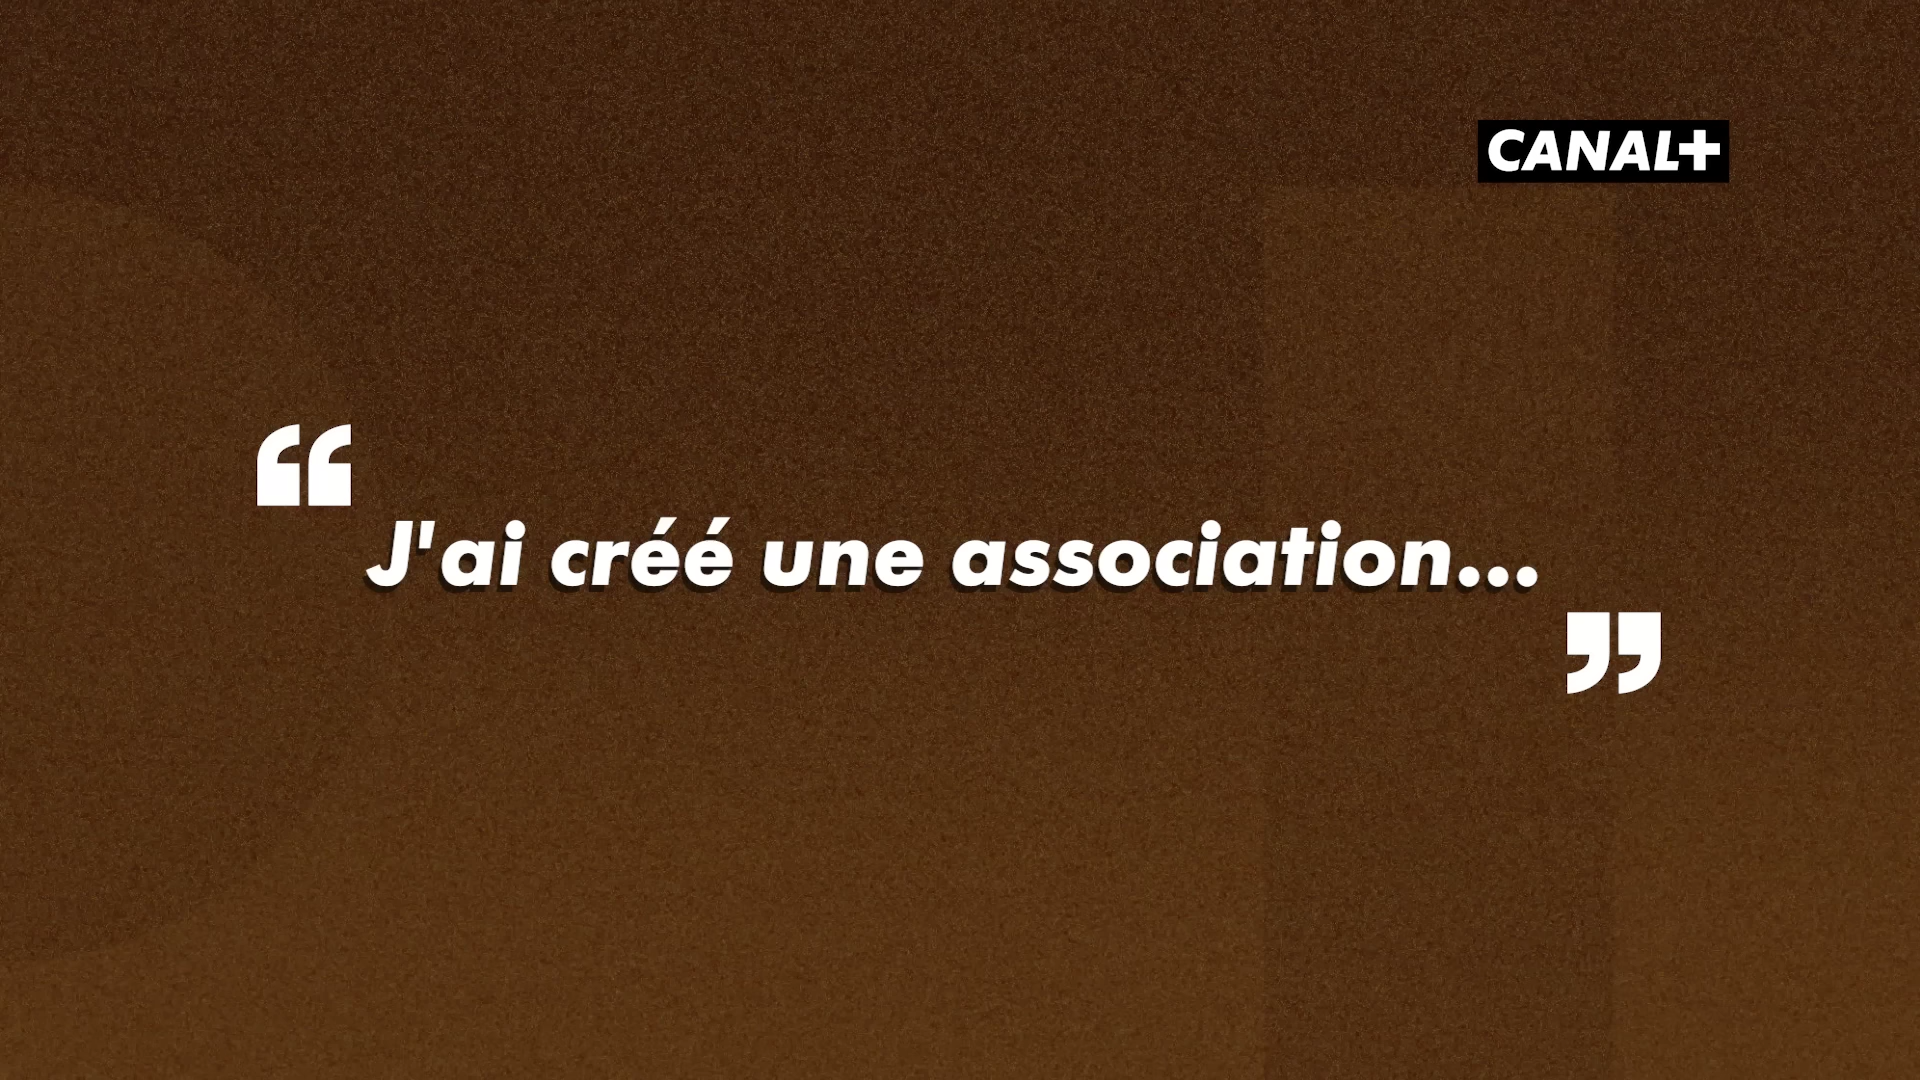 CANAL+
“
J'ai créé une association...
”